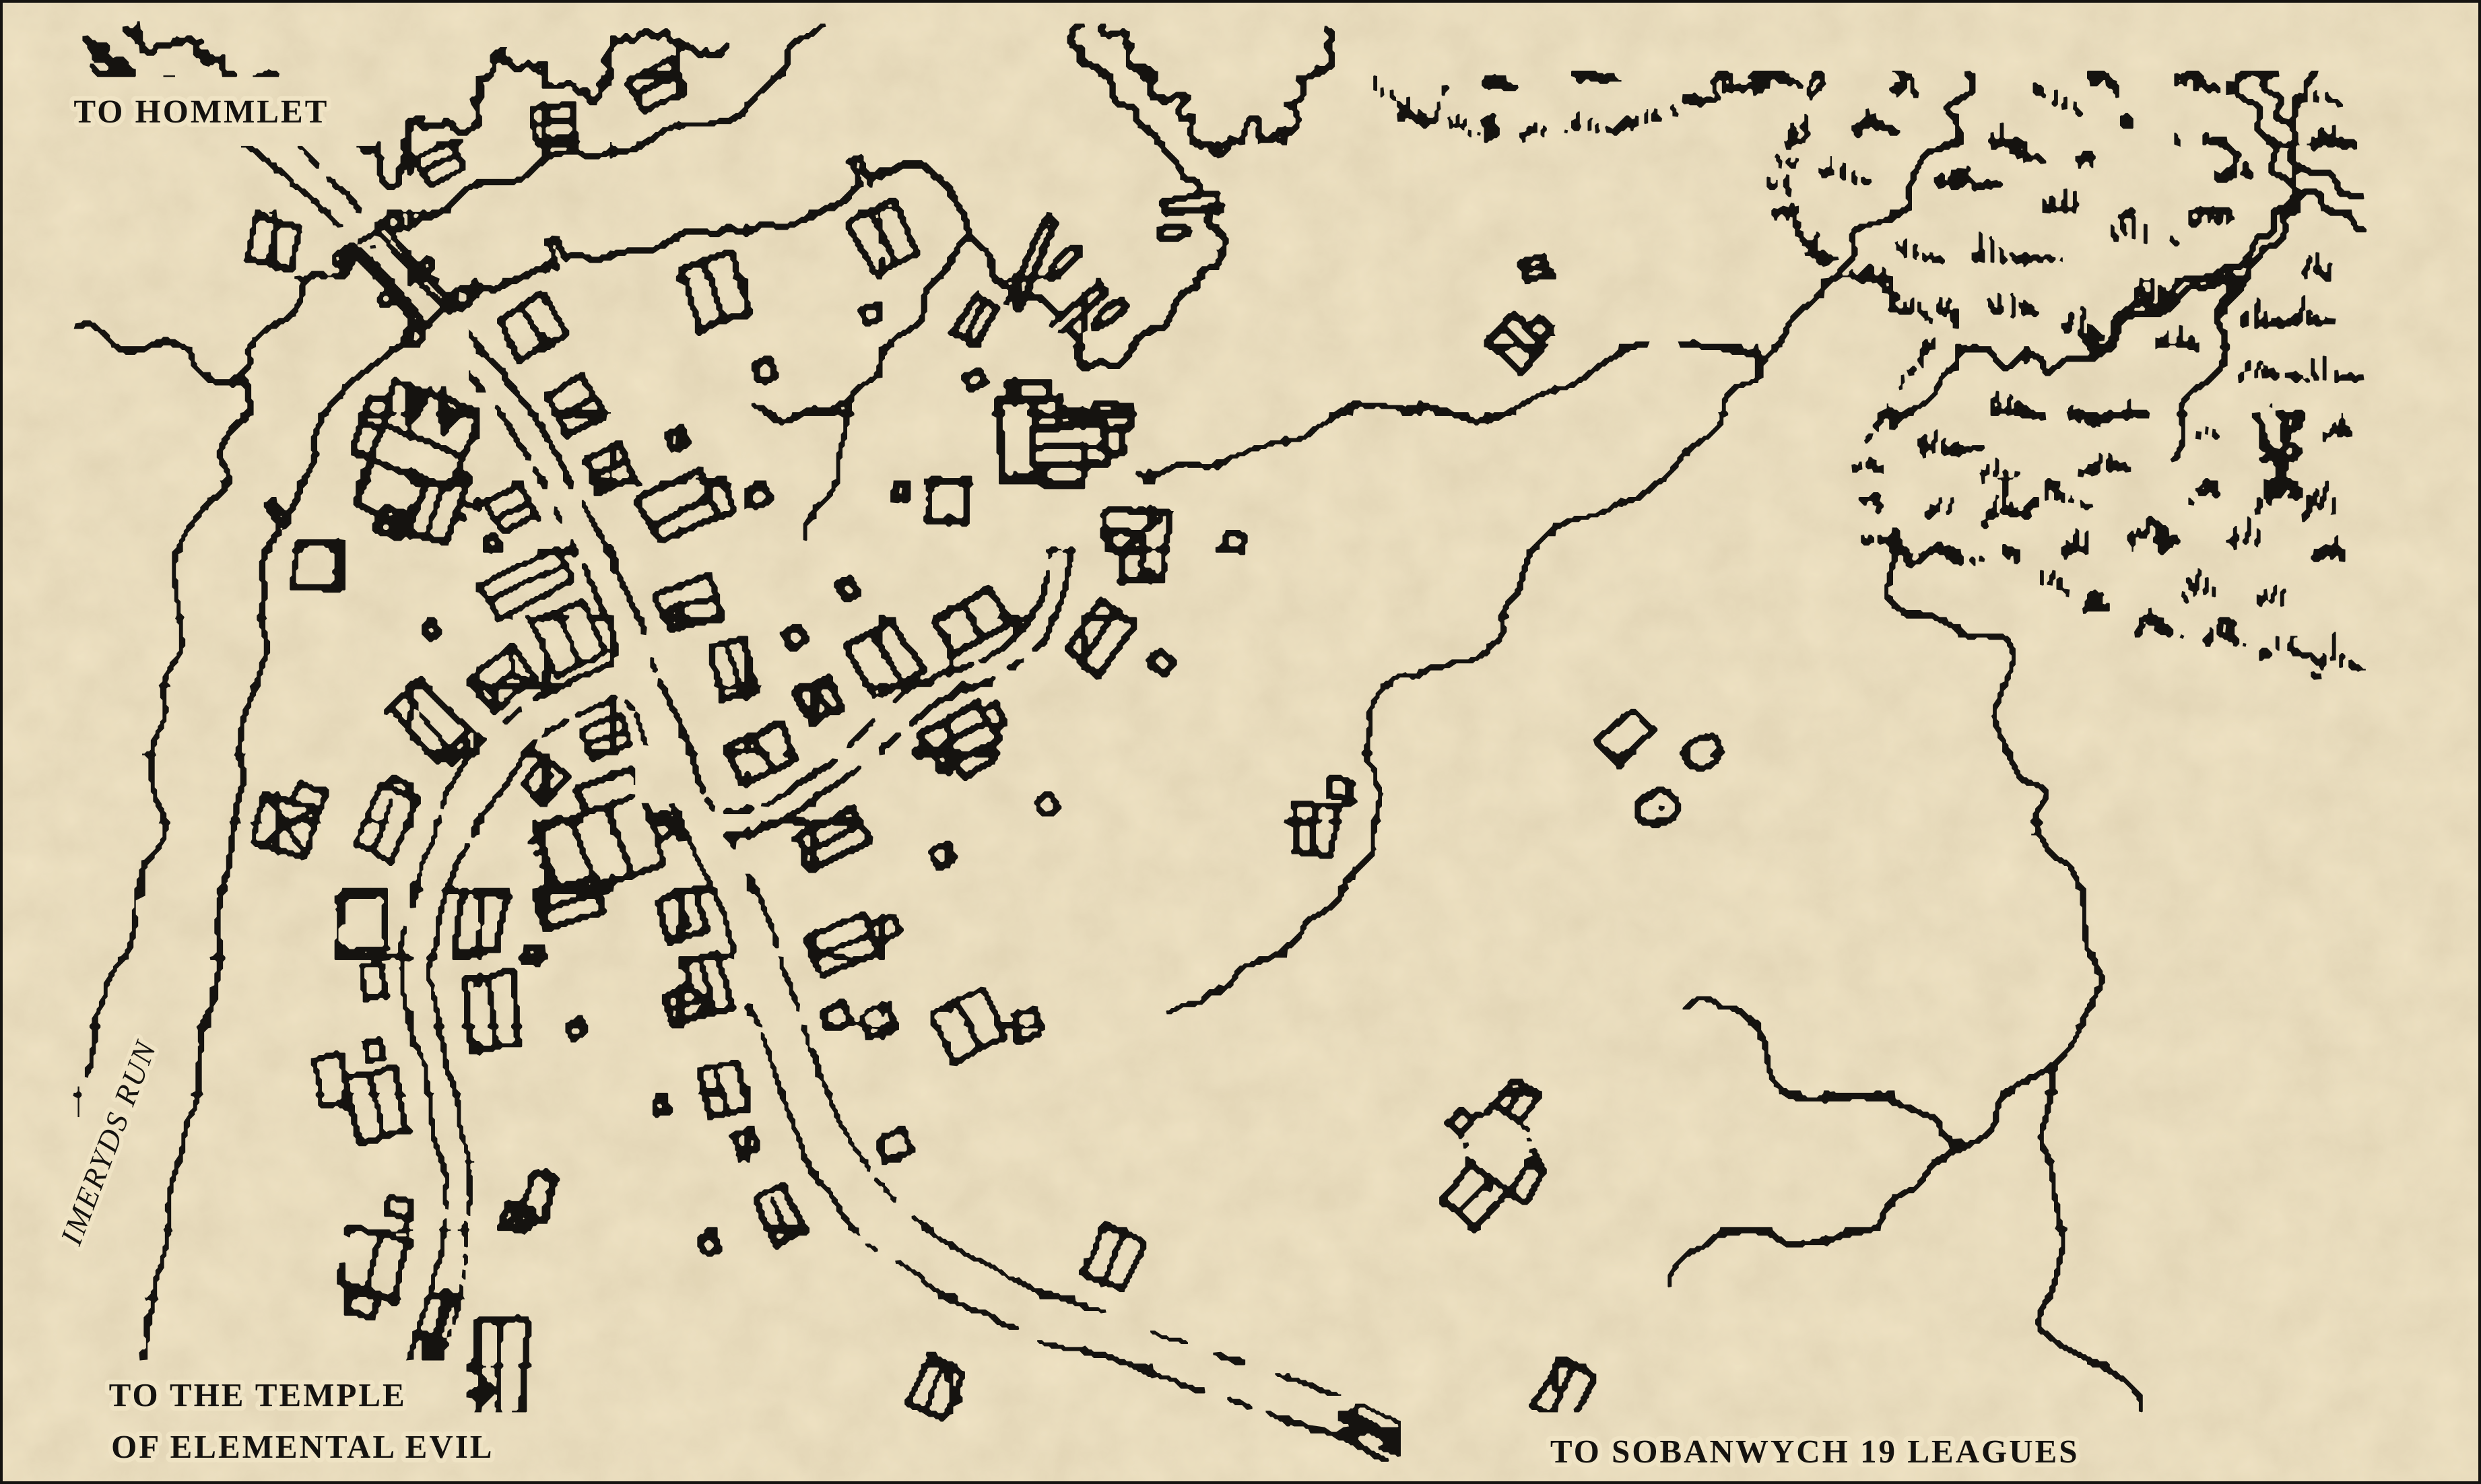 TO HOMMLET
IMERYDS RUN
TO THE TEMPLE
OF ELEMENTAL EVIL
TO SOBANWYCH 19 LEAGUES